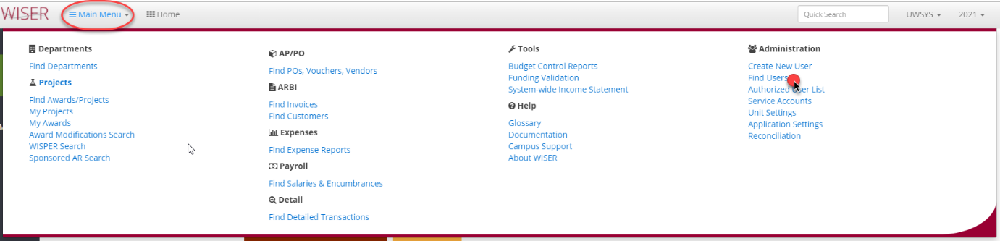 WISER Main Menu Home Quick Search UWSYS 2021
Departments
Find Departments
Projects
Find Awards/Projects
My Projects
My Awards
Award Modifications Search
WISPER Search
Sponsored AR Search
AP/PO
Find POs, Vouchers, Vendors
ARBI
Find Invoices
Find Customers
Expenses
Find Expense Reports
Payroll
Find Salaries & Encumbrances
Detail
Find Detailed Transactions
Tools
Budget Control Reports
Funding Validation
System-wide Income Statement
Help
Glossary
Documentation
Campus Support
About WISER
Administration
Create New User
Find Users
Authorized User List
Service Accounts
Unit Settings
Application Settings
Reconciliation